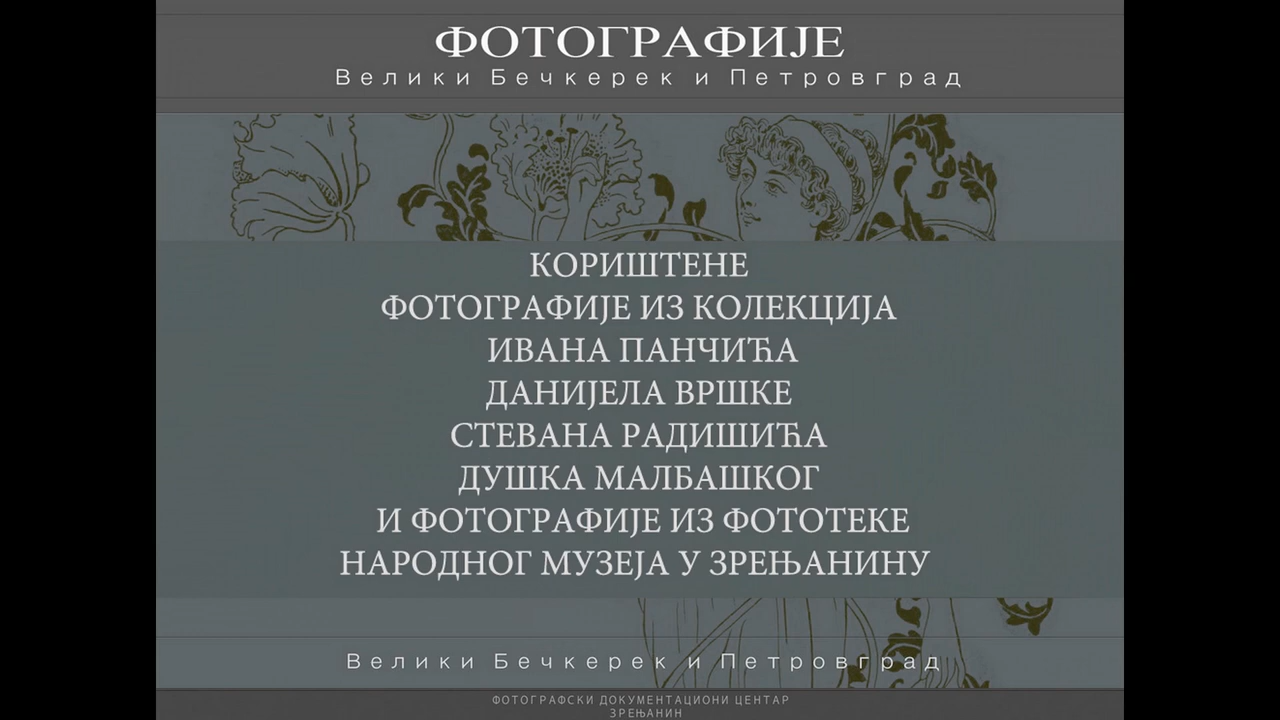 ФОТОГРАФИЈЕ
Велики Бечкерек и Петровград
КОРИШТЕНЕ
ФОТОГРАФИЈЕ ИЗ КОЛЕКЦИЈА
ИВАНА ПАНЧИЋА
ДАНИЈЕЛА ВРШКЕ
СТЕВАНА РАДИШИЋА
ДУШКА МАЛБАШКОГ
И ФОТОГРАФИЈЕ ИЗ ФОТОТЕКЕ
НАРОДНОГ МУЗЕЈА У ЗРЕЊАНИНУ
Велики Бечкерек и Петровград
ФОТОГРАФСКИ ДОКУМЕНТАЦИОНИ ЦЕНТАР
ЗРЕЊАНИН